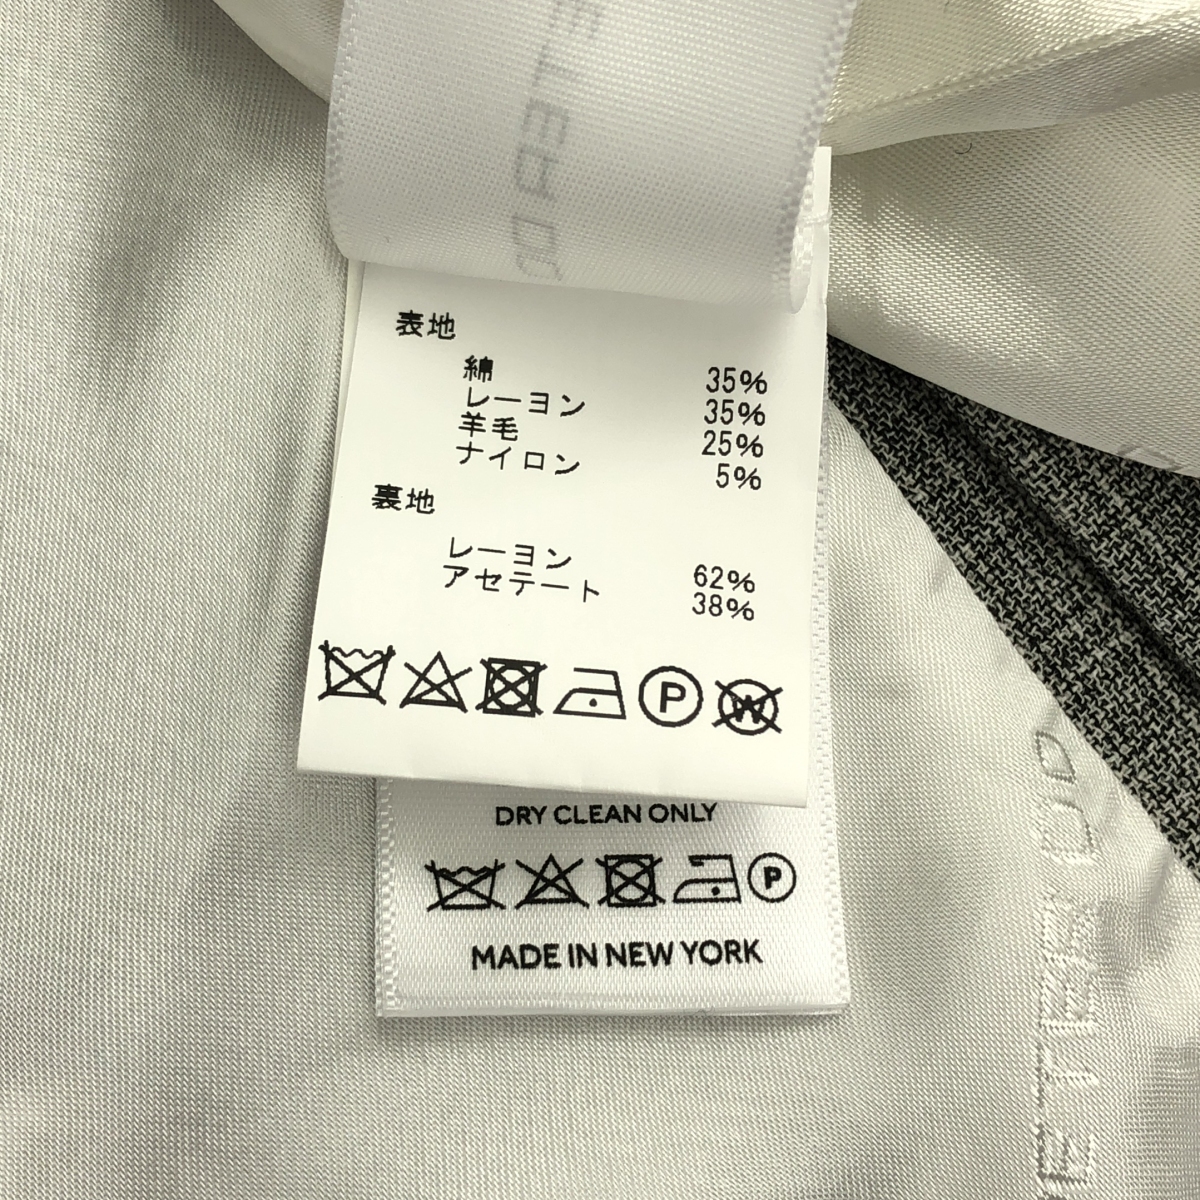 表地
綿 35%
レーヨン 35%
羊毛 25%
ナイロン 5%
裏地
レーヨン 62%
アセテート 38%
P
W
DRY CLEAN ONLY
P
MADE IN NEW YORK